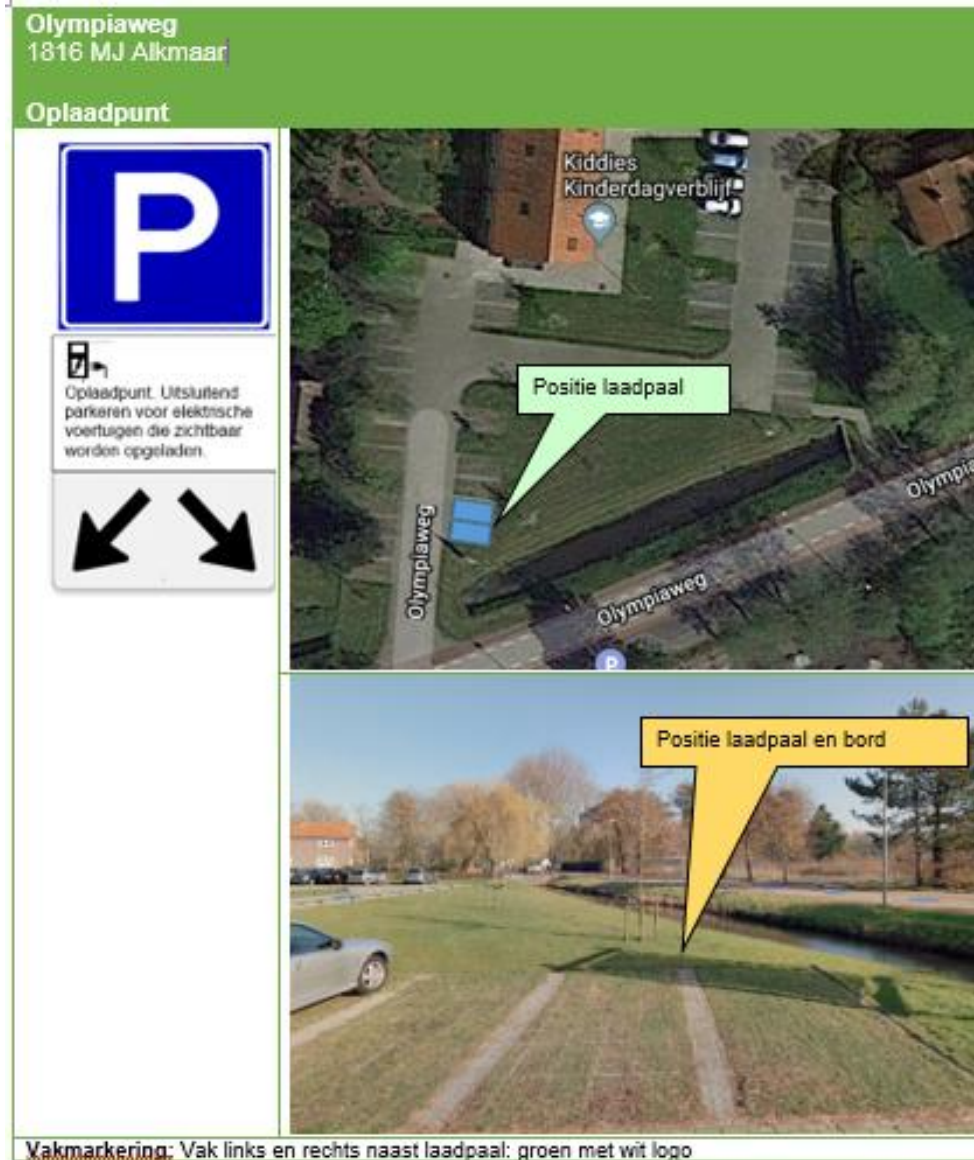 Olympiaweg
1816 MJ Alkmaar
Oplaadpunt
P
Oplaadpunt. Uitsluitend
parkeren voor elektrische
voertuigen die zichtbaar
worden opgeladen.
Kiddies
Kinderdagverblijf
Positie laadpaal
Olympiaweg
Olympiaweg
Olympia
P
Positie laadpaal en bord
Vakmarkering: Vak links en rechts naast laadpaal: groen met wit logo